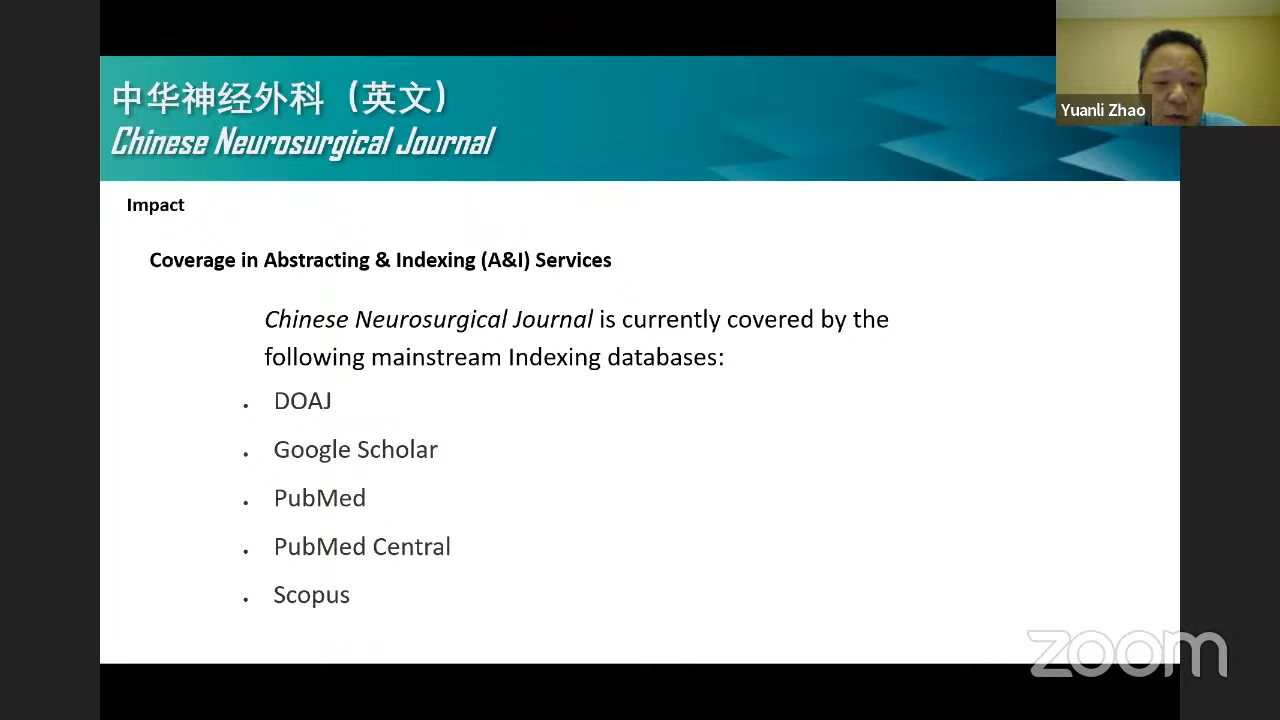 中华神经外科（英文）
Chinese Neurosurgical Journal
Yuanli Zhao
Impact
Coverage in Abstracting & Indexing (A&I) Services
Chinese Neurosurgical Journal is currently covered by the
following mainstream Indexing databases:
• DOAJ
• Google Scholar
• PubMed
• PubMed Central
• Scopus
zoom